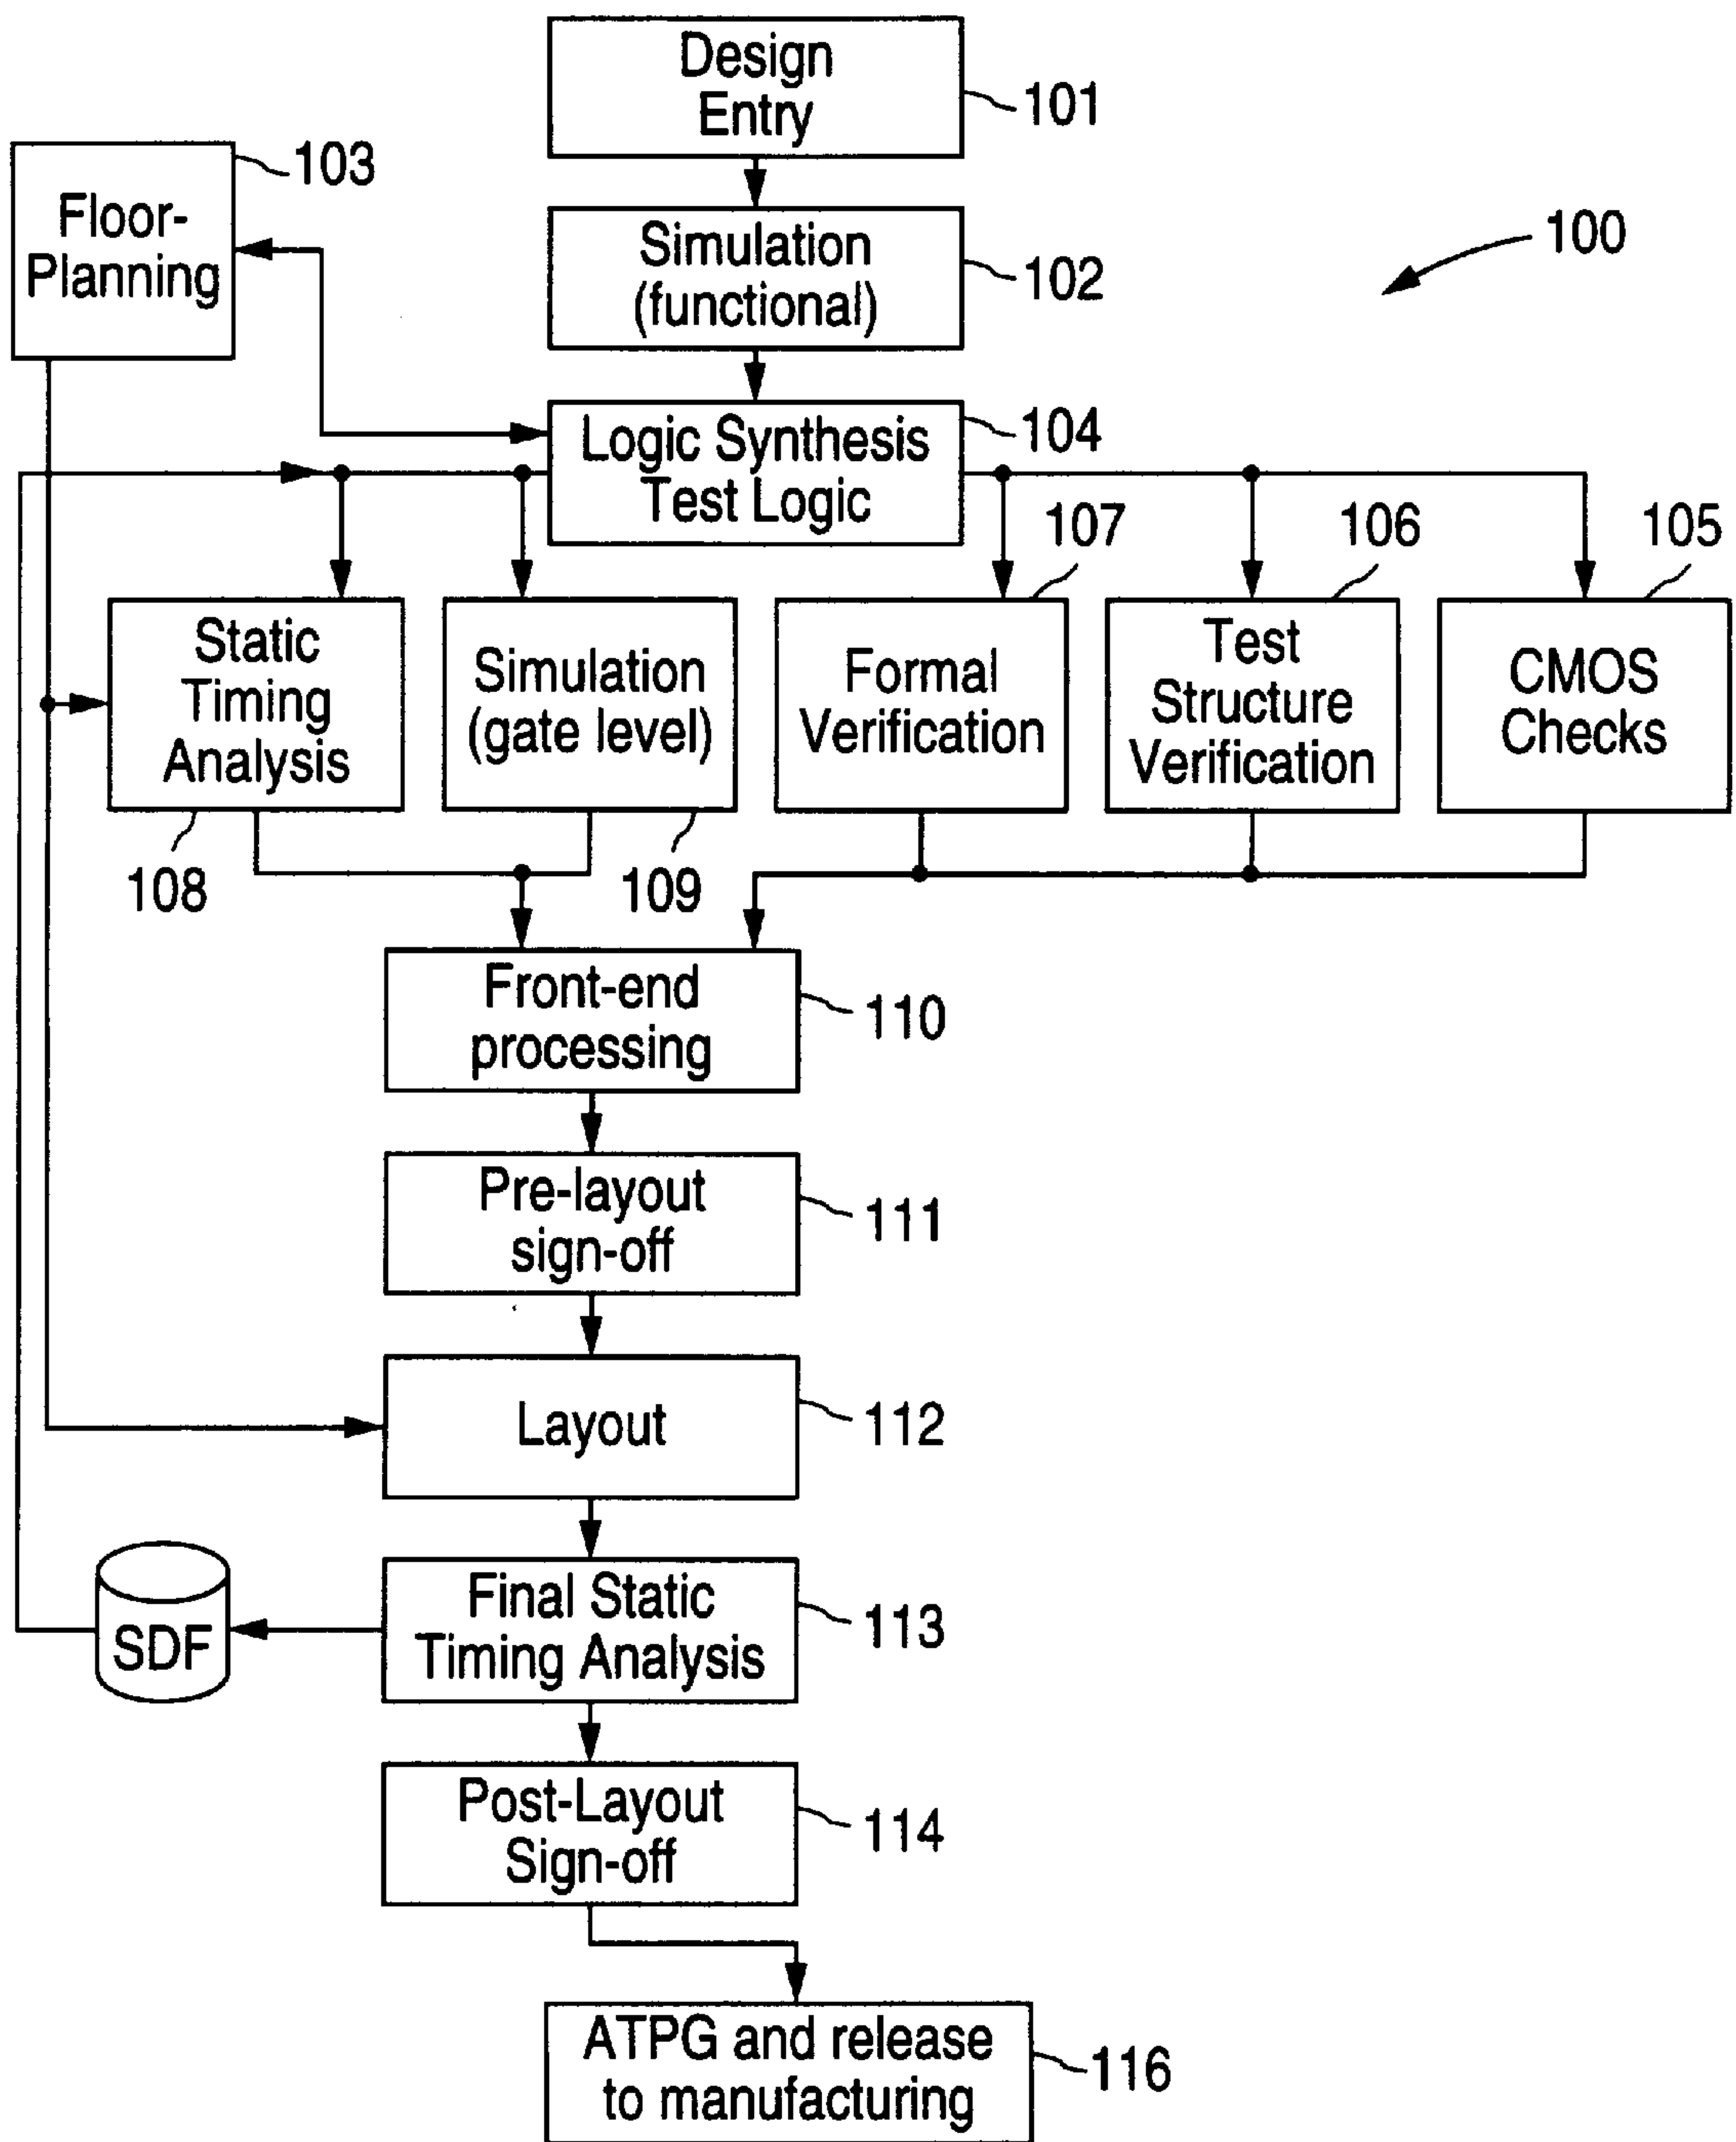 Design
Entry
101
103
Floor-
Planning
Simulation
(functional)
102
100
Logic Synthesis
Test Logic
104
107
106
105
Static
Timing
Analysis
Simulation
(gate level)
Formal
Verification
Test
Structure
Verification
CMOS
Checks
108
109
Front-end
processing
110
Pre-layout
sign-off
111
Layout
112
SDF
Final Static
Timing Analysis
113
Post-Layout
Sign-off
114
ATPG and release
to manufacturing
116